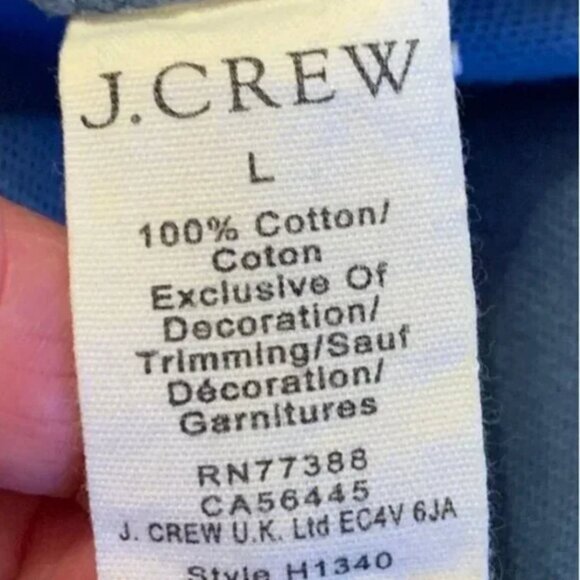 J.CREW
L
100% Cotton/
Coton
Exclusive Of
Decoration/
Trimming/Sauf
Décoration/
Garnitures
RN77388
CA56445
J. CREW U.K. Ltd EC4V 6JA
Style H1340